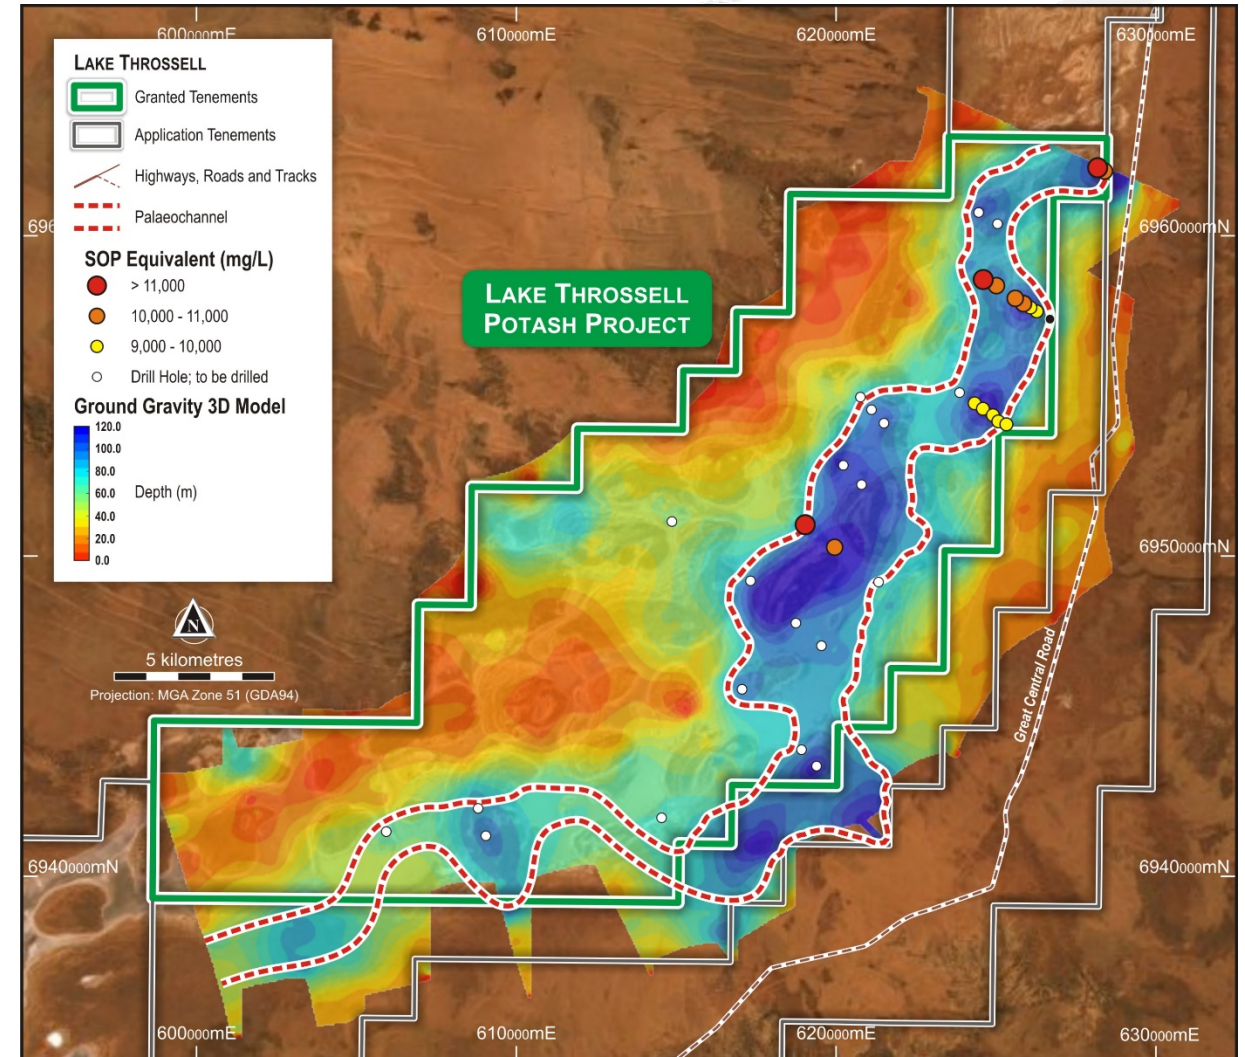 600000mE
610000mE
620000mE
630000mE
LAKE THROSSELL
Granted Tenements
Application Tenements
Highways, Roads and Tracks
Palaeochannel
SOP Equivalent (mg/L)
> 11,000
10,000 - 11,000
9,000 - 10,000
Drill Hole; to be drilled
Ground Gravity 3D Model
120.0
100.0
80.0
60.0
40.0
20.0
0.0
Depth (m)
696
6960000mN
LAKE THROSSELL
POTASH PROJECT
6950000mN
N
5 kilometres
Projection: MGA Zone 51 (GDA94)
Great Central Road
6940000mN
6940000mN
600000mE
610000mE
620000mE
630000mE